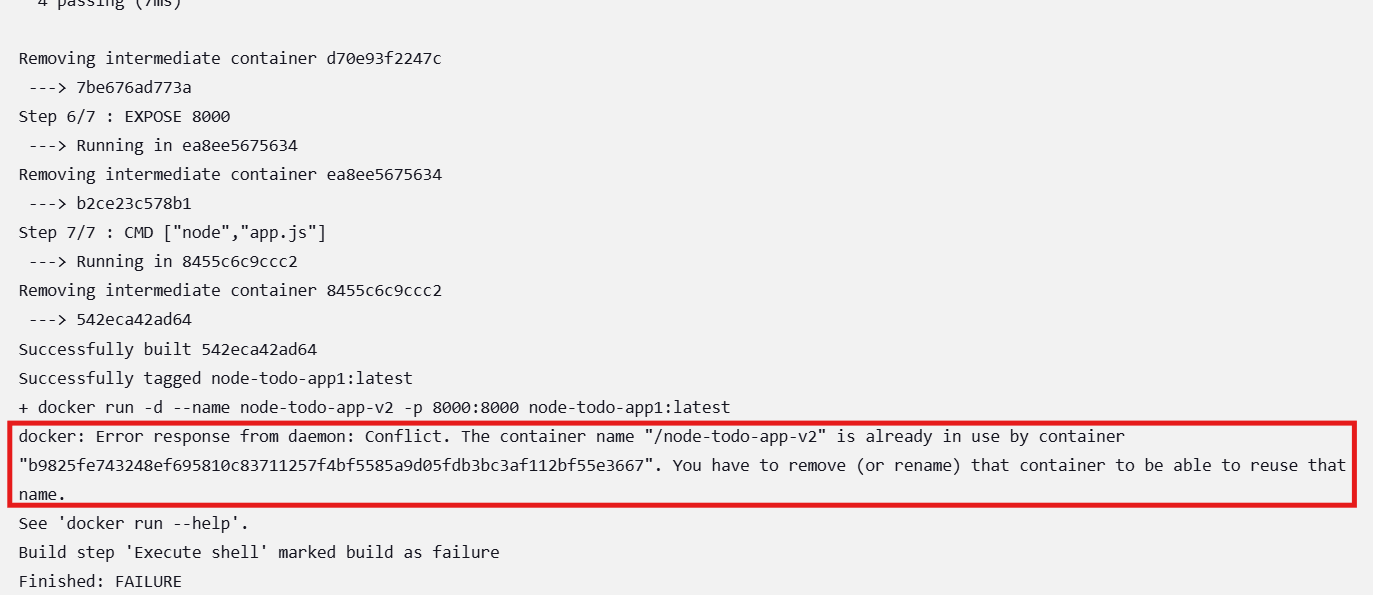 4 passing (7ms)
Removing intermediate container d70e93f2247c
---> 7be676ad773a
Step 6/7 : EXPOSE 8000
---> Running in ea8ee5675634
Removing intermediate container ea8ee5675634
---> b2ce23c578b1
Step 7/7 : CMD ["node","app.js"]
---> Running in 8455c6c9ccc2
Removing intermediate container 8455c6c9ccc2
---> 542eca42ad64
Successfully built 542eca42ad64
Successfully tagged node-todo-app1:latest
+ docker run -d --name node-todo-app-v2 -p 8000:8000 node-todo-app1:latest
docker: Error response from daemon: Conflict. The container name "/node-todo-app-v2" is already in use by container
"b9825fe743248ef695810c83711257f4bf5585a9d05fdb3bc3af112bf55e3667". You have to remove (or rename) that container to be able to reuse that
name.
See 'docker run --help'.
Build step 'Execute shell' marked build as failure
Finished: FAILURE